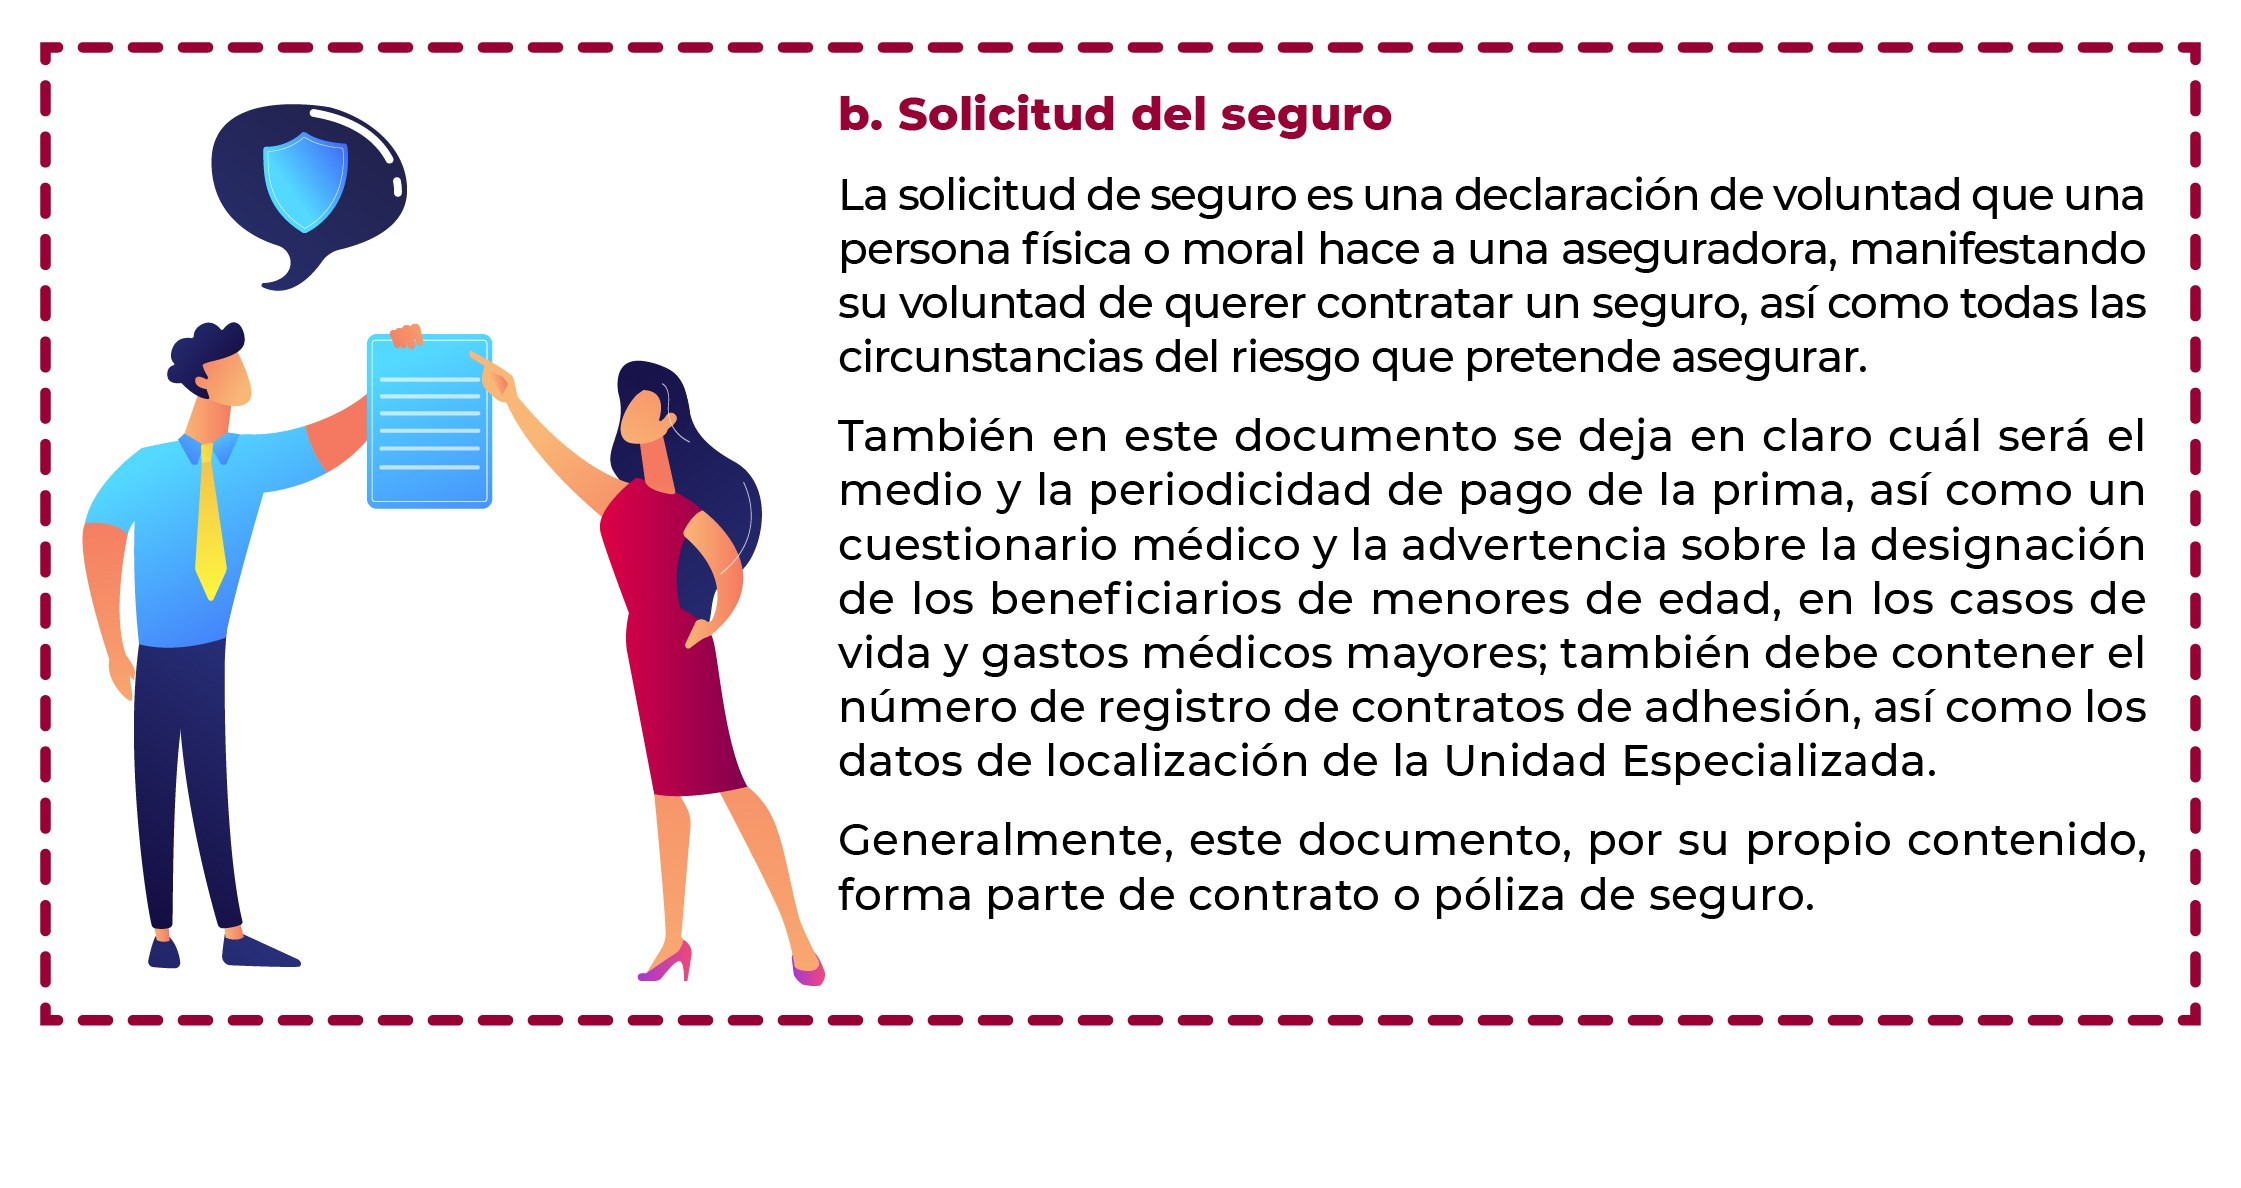 b. Solicitud del seguro
La solicitud de seguro es una declaración de voluntad que una
persona física o moral hace a una aseguradora, manifestando
su voluntad de querer contratar un seguro, así como todas las
circunstancias del riesgo que pretende asegurar.
También en este documento se deja en claro cuál será el
medio y la periodicidad de pago de la prima, así como un
cuestionario médico y la advertencia sobre la designación
de los beneficiarios de menores de edad, en los casos de
vida y gastos médicos mayores; también debe contener el
número de registro de contratos de adhesión, así como los
datos de localización de la Unidad Especializada.
Generalmente, este documento, por su propio contenido,
forma parte de contrato o póliza de seguro.